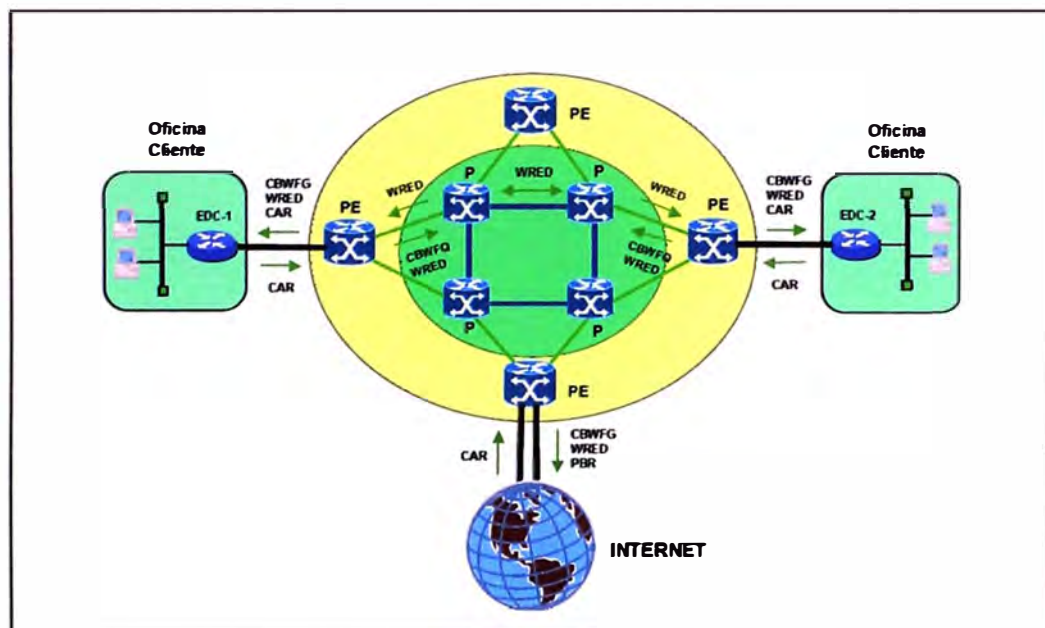 PE
Oficina
Cliente
Oficina
Cliente
P
WRED
P
CBWFG
WRED
CAR
WRED
WRED
CBWFG
WRED
CAR
EDC-1
PE
PE
EDC-2
CBWFQ
WRED
CBWFQ
WRED
CAR
CAR
P
P
PE
CAR
CBWFG
WRED
PBR
INTERNET